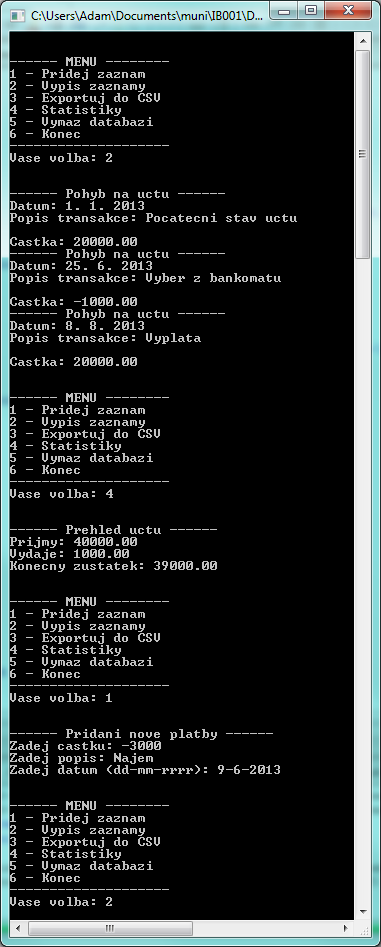 C:\Users\Adam\Documents\muni\IB001\D...
------ MENU --------
1 - Pridej zaznam
2 - Vypis zaznamy
3 - Exportuj do CSV
4 - Statistiky
5 - Vymaz databazi
6 - Konec
--------------------
Vase volba: 2
------ Pohyb na uctu ------
Datum: 1. 1. 2013
Popis transakce: Pocatecni stav uctu
Castka: 20000.00
------ Pohyb na uctu ------
Datum: 25. 6. 2013
Popis transakce: Vyber z bankomatu
Castka: -1000.00
------ Pohyb na uctu ------
Datum: 8. 8. 2013
Popis transakce: Vyplata
Castka: 20000.00
------ MENU --------
1 - Pridej zaznam
2 - Vypis zaznamy
3 - Exportuj do CSV
4 - Statistiky
5 - Vymaz databazi
6 - Konec
--------------------
Vase volba: 4
------ Prehled uctu ------
Prijmy: 40000.00
Vydaje: 1000.00
Konecny zustatek: 39000.00
------ MENU --------
1 - Pridej zaznam
2 - Vypis zaznamy
3 - Exportuj do CSV
4 - Statistiky
5 - Vymaz databazi
6 - Konec
--------------------
Vase volba: 1
------ Pridani nove platby ------
Zadej castku: -3000
Zadej popis: Najem
Zadej datum (dd-mm-rrrr): 9-6-2013
------ MENU --------
1 - Pridej zaznam
2 - Vypis zaznamy
3 - Exportuj do CSV
4 - Statistiky
5 - Vymaz databazi
6 - Konec
--------------------
Vase volba: 2